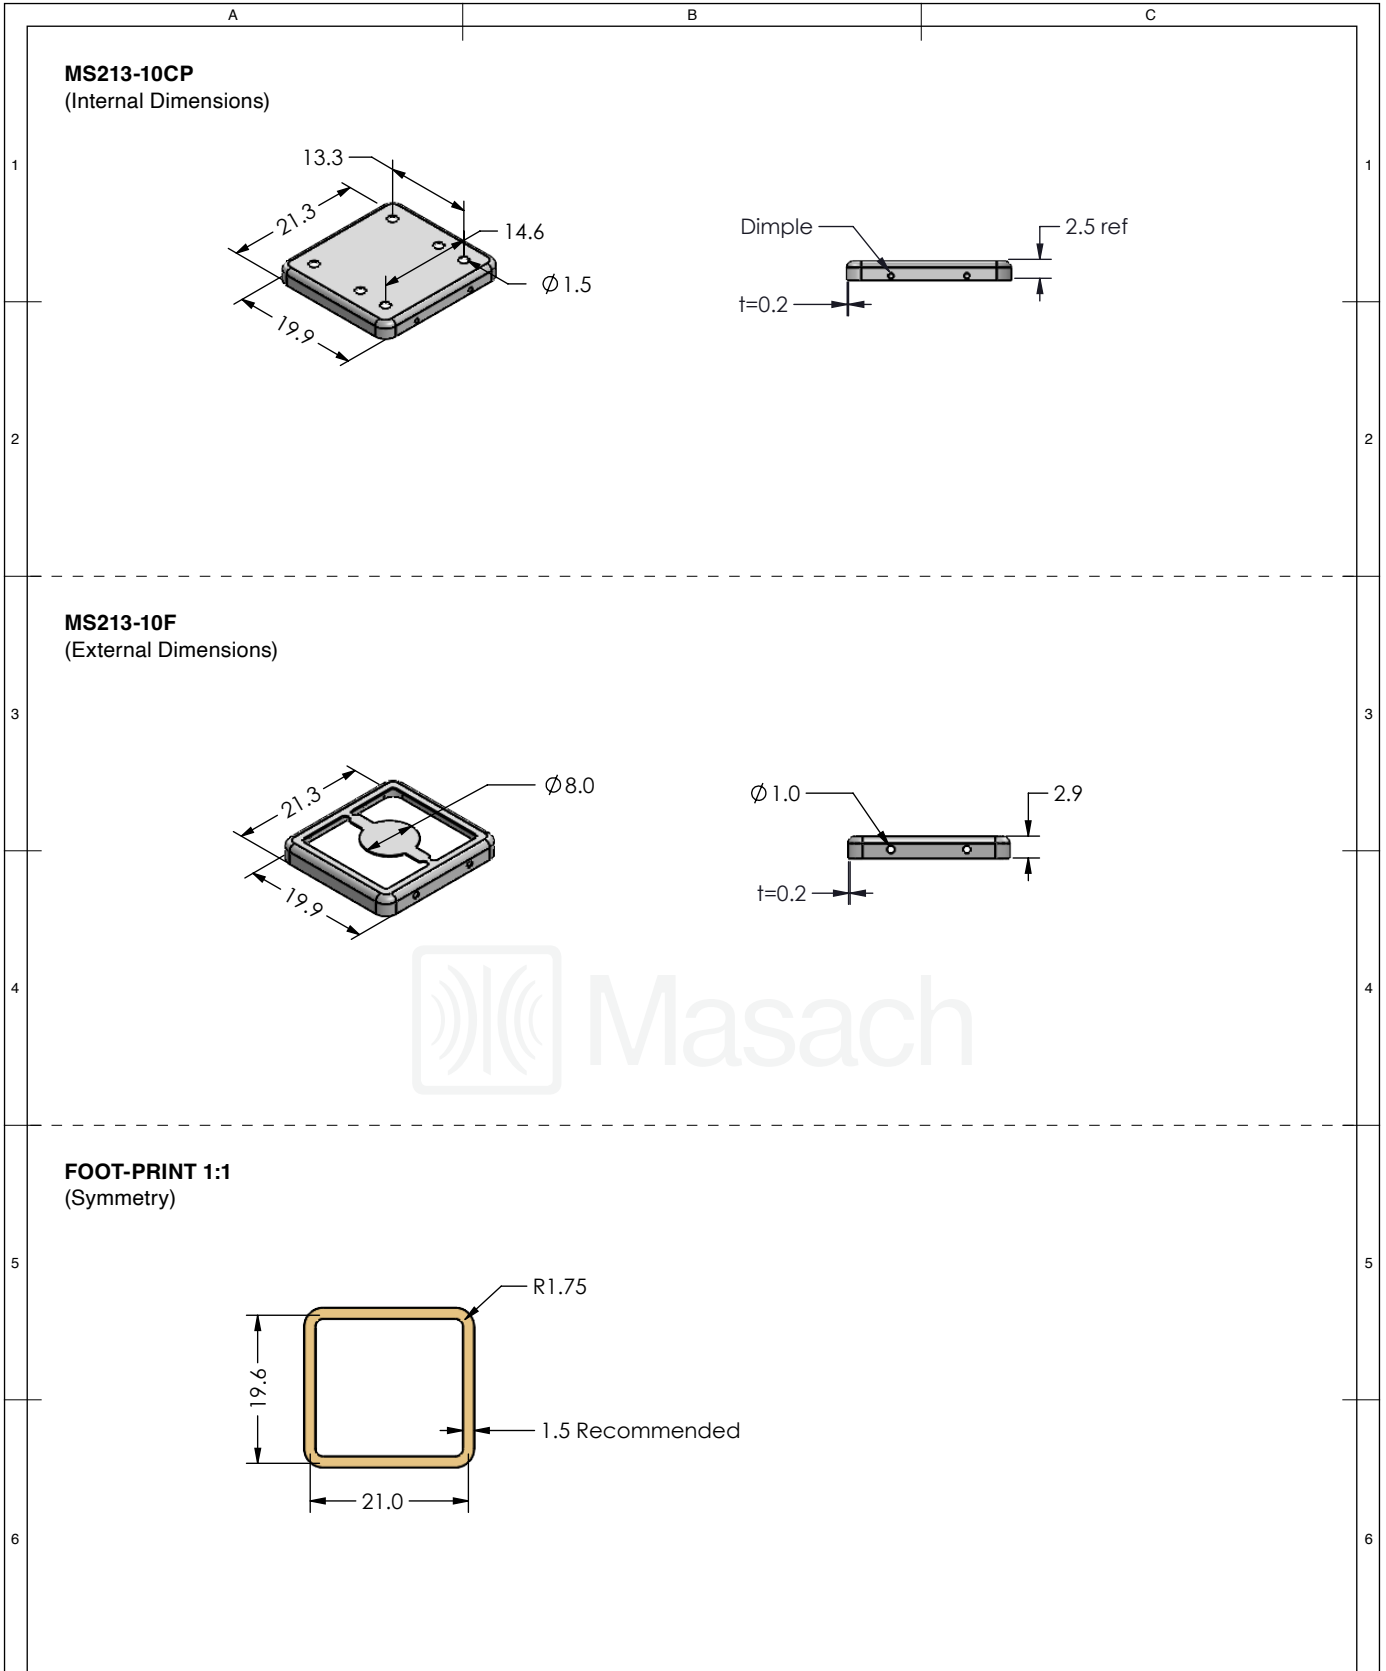 A B C
MS213-10CP
(Internal Dimensions)
1 1
13.3
21.3
14.6
Ø1.5
19.9
Dimple
2.5 ref
t=0.2
2 2
MS213-10F
(External Dimensions)
3 3
21.3
Ø8.0
19.9
Ø1.0
2.9
t=0.2
Masach
4 4
FOOT-PRINT 1:1
(Symmetry)
5 5
R1.75
19.6
1.5 Recommended
21.0
6 6